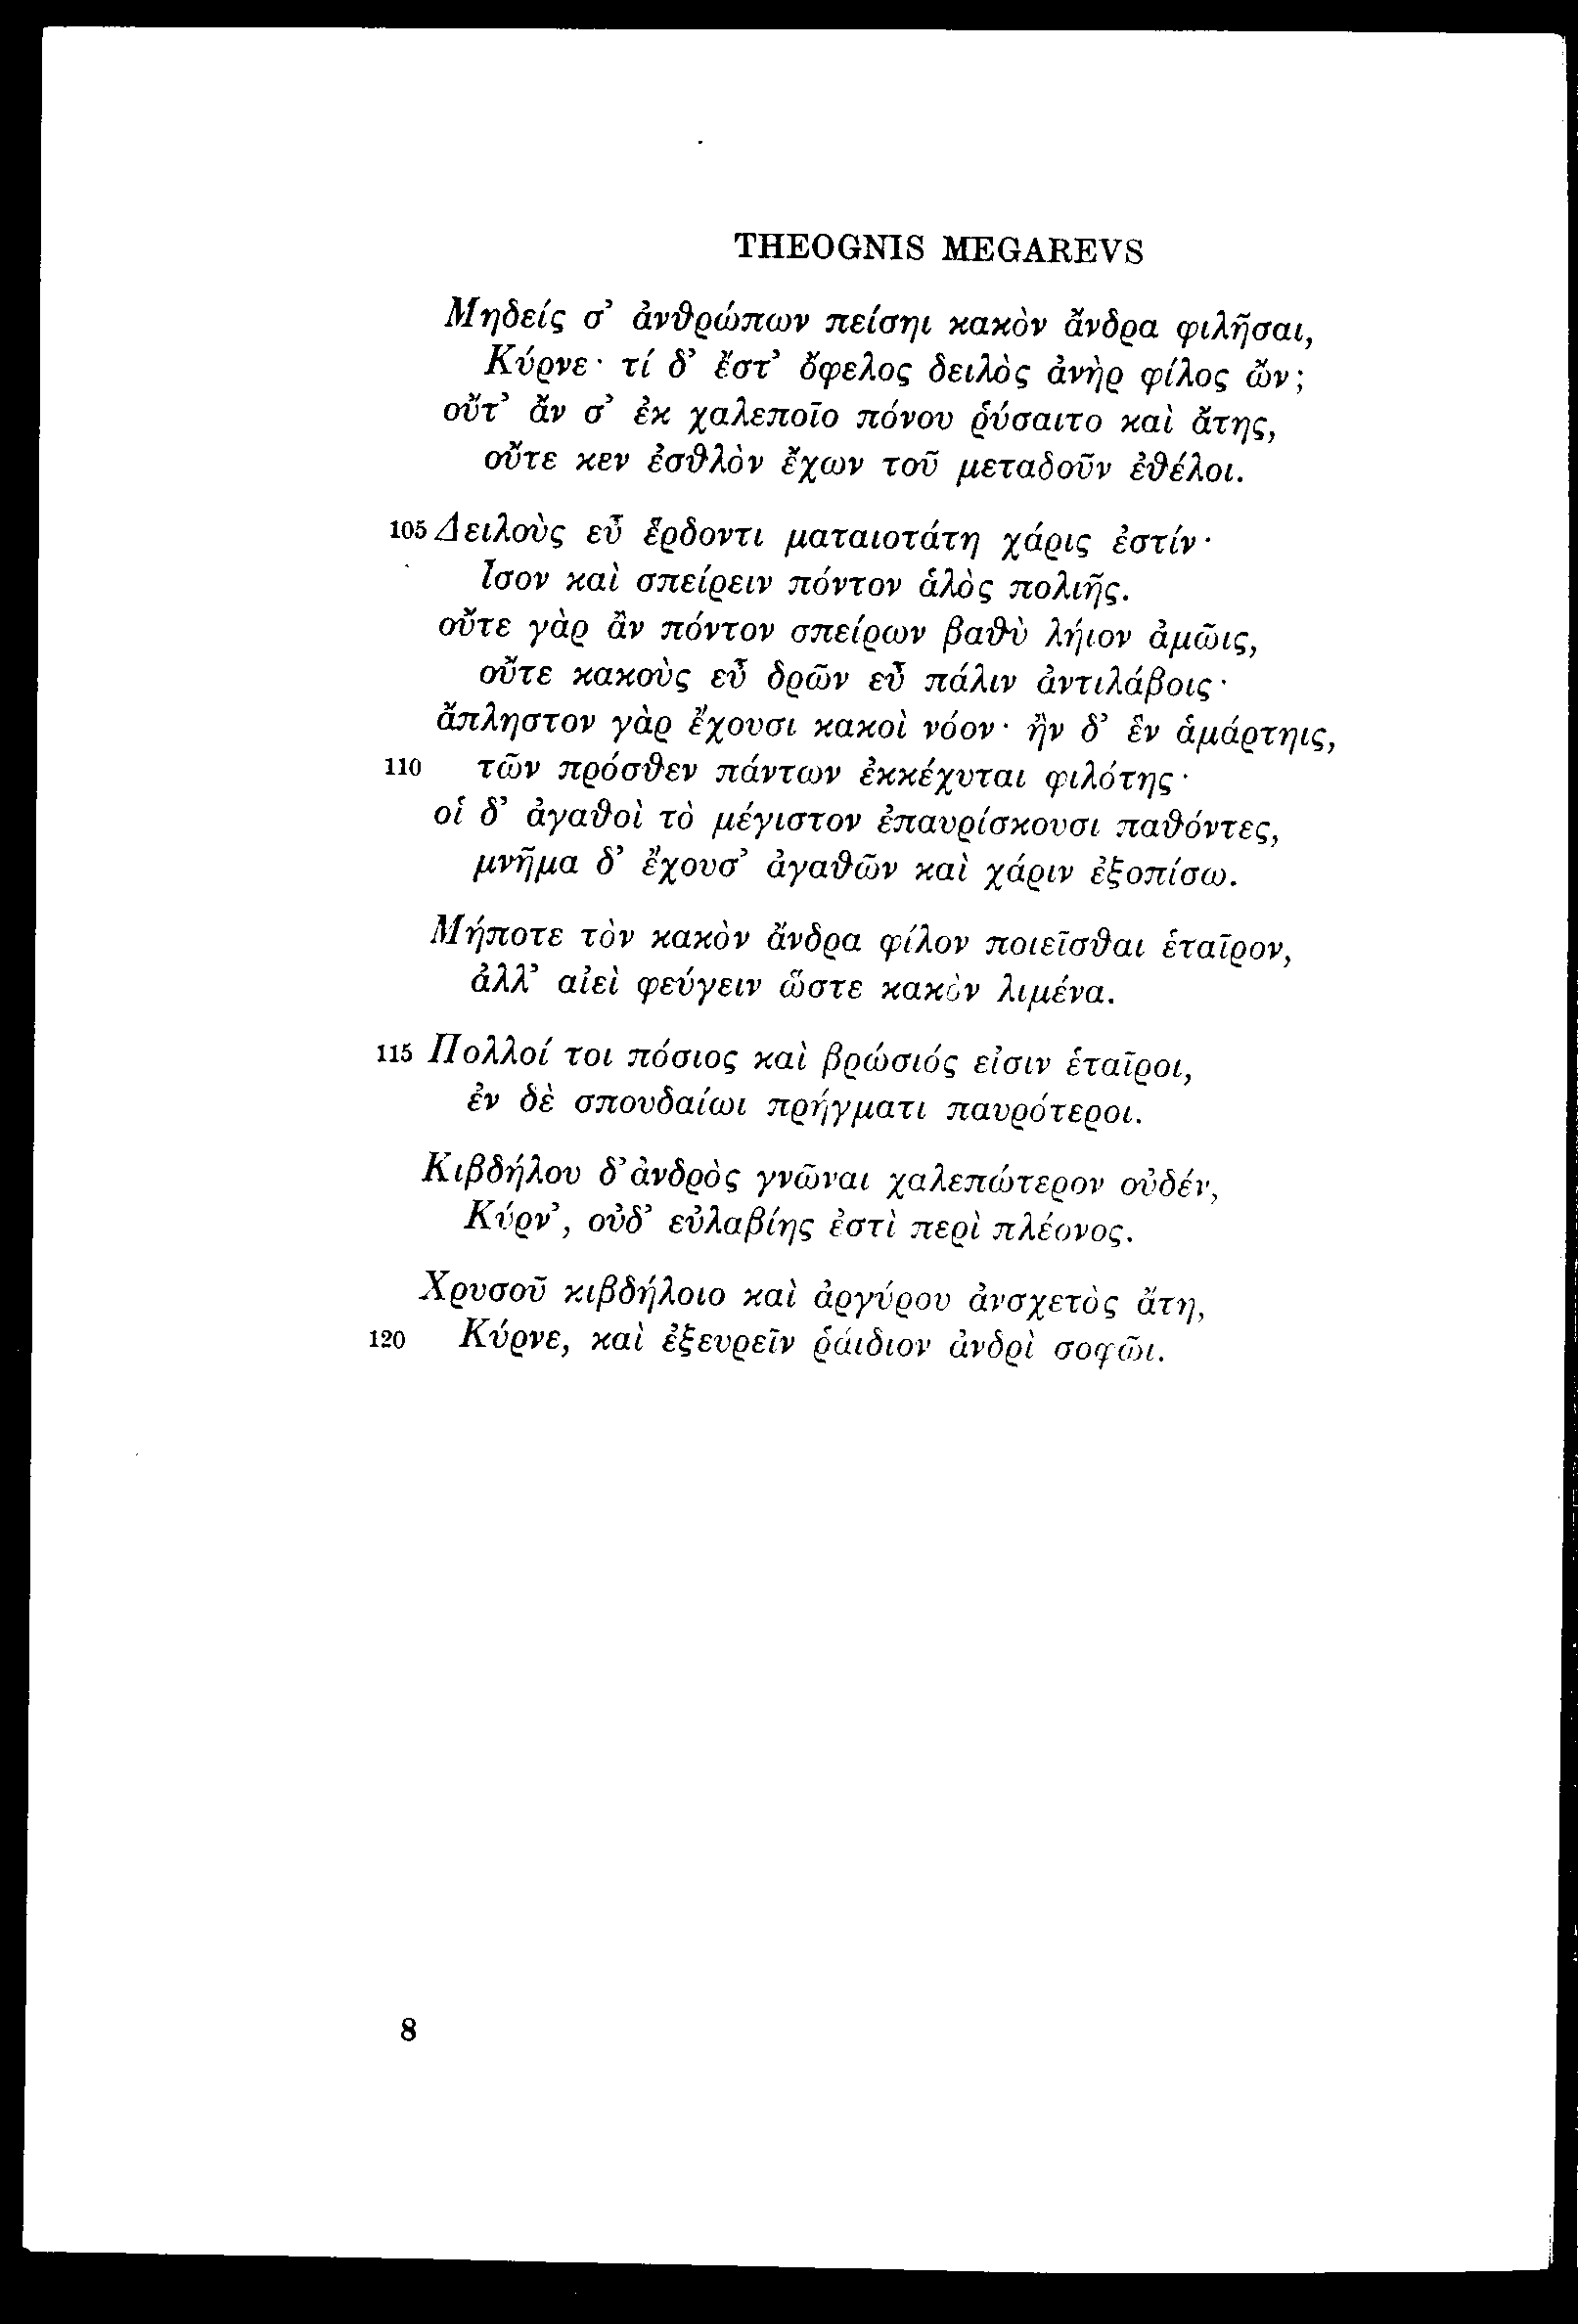 THEOGNIS MEGAREVS
Μηδείς σ’ ἀνθρώπων πείσηι κακὸν ἄνδρα φιλῆσαι,
Κύρνε· τί δ’ ἔστ’ ὄφελος δειλὸς ἀνὴρ φίλος ὤν;
οὔτ’ ἄν σ’ ἐκ χαλεποῖο πόνου ῥύσαιτο καὶ ἄτης,
οὔτε κεν ἐσθλὸν ἔχων τοῦ μεταδοῦν ἐθέλοι.
105 Δειλοὺς εὖ ἔρδοντι ματαιοτάτη χάρις ἐστίν·
ἶσον καὶ σπείρειν πόντον ἁλὸς πολιῆς.
οὔτε γὰρ ἂν πόντον σπείρων βαθὺ λήιον ἀμῶις,
οὔτε κακοὺς εὖ δρῶν εὖ πάλιν ἀντιλάβοις·
ἄπληστον γὰρ ἔχουσι κακοὶ νόον· ἢν δ’ ἓν ἁμάρτηις,
110 τῶν πρόσθεν πάντων ἐκκέχυται φιλότης·
οἱ δ’ ἀγαθοὶ τὸ μέγιστον ἐπαυρίσκουσι παθόντες,
μνῆμα δ’ ἔχουσ’ ἀγαθῶν καὶ χάριν ἐξοπίσω.
Μήποτε τὸν κακὸν ἄνδρα φίλον ποιεῖσθαι ἑταῖρον,
ἀλλ’ αἰεὶ φεύγειν ὥστε κακὸν λιμένα.
115 Πολλοί τοι πόσιος καὶ βρώσιός εἰσιν ἑταῖροι,
ἐν δὲ σπουδαίωι πρήγματι παυρότεροι.
Κιβδήλου δ’ ἀνδρὸς γνῶναι χαλεπώτερον οὐδέν,
Κύρν’, οὐδ’ εὐλαβίης ἐστὶ περὶ πλέονος.
Χρυσοῦ κιβδήλοιο καὶ ἀργύρου ἀνσχετὸς ἄτη,
120 Κύρνε, καὶ ἐξευρεῖν ῥάιδιον ἀνδρὶ σοφῶι.
8